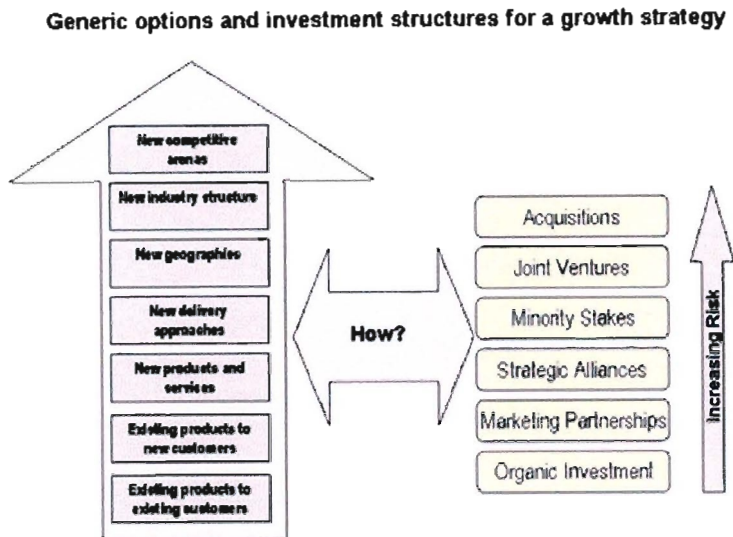 Generic options and investment structures for a growth strategy
New competitive
arenas
New industry structure
New geographies
New delivery
approaches
New products and
services
Existing products to
new customers
Existing products to
existing customers
How?
Acquisitions
Joint Ventures
Minority Stakes
Strategic Alliances
Marketing Partnerships
Organic Investment
Increasing Risk